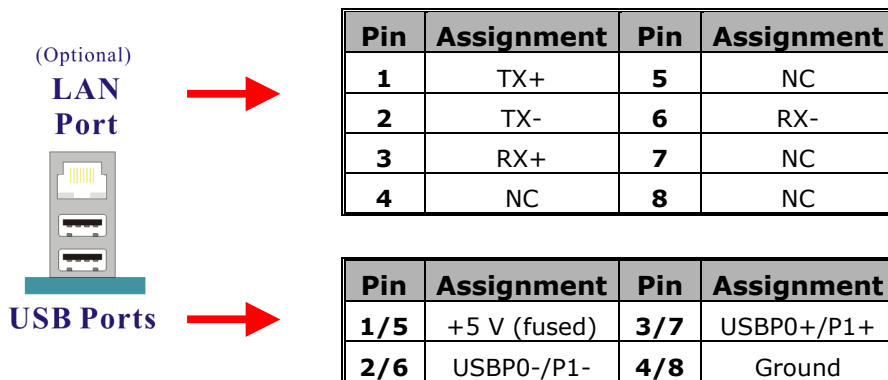 (Optional)
LAN
Port
Pin Assignment Pin Assignment
1 TX+ 5 NC
2 TX- 6 RX-
3 RX+ 7 NC
4 NC 8 NC
USB Ports
Pin Assignment Pin Assignment
1/5 +5 V (fused) 3/7 USBP0+/P1+
2/6 USBP0-/P1- 4/8 Ground